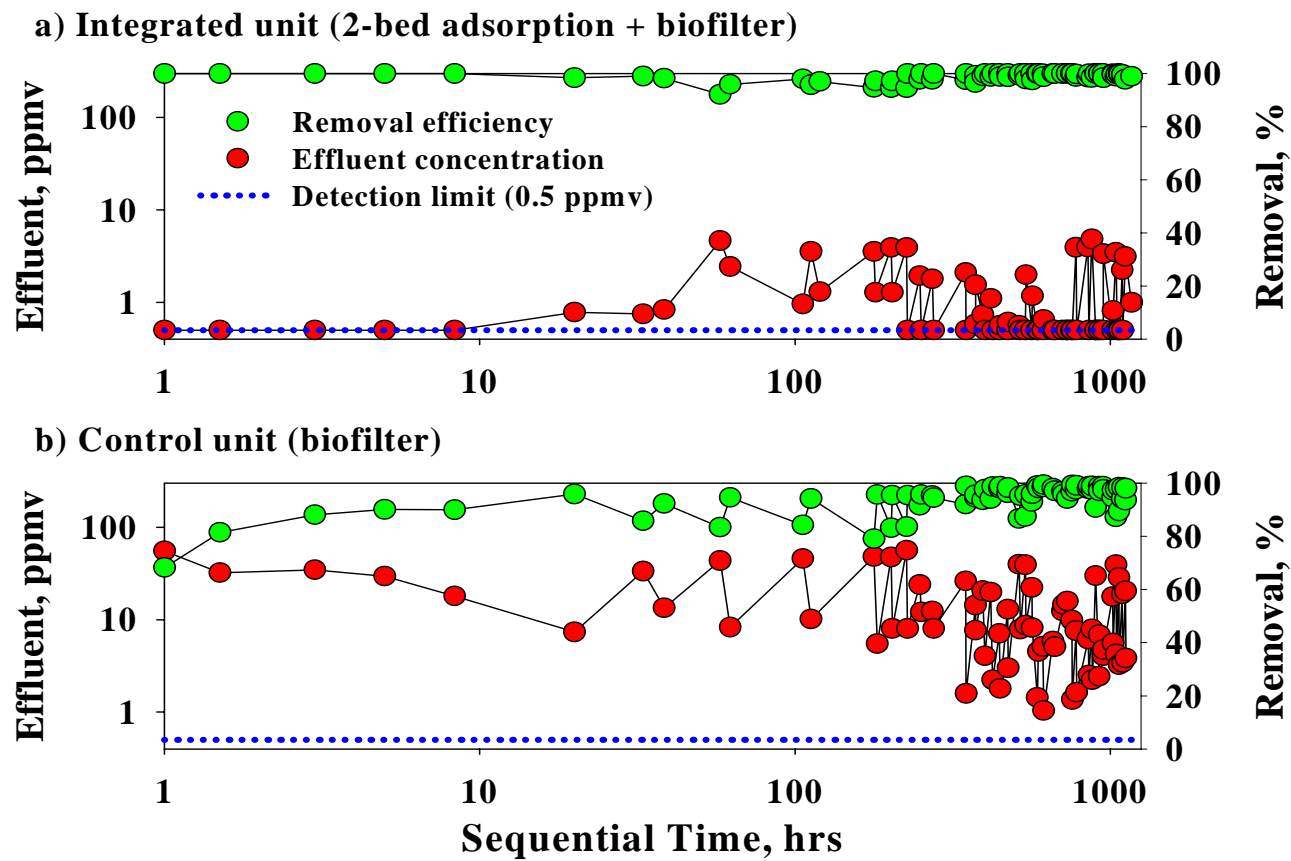 a) Integrated unit (2-bed adsorption + biofilter)
Effluent, ppmv
100
10
1
Removal efficiency
Effluent concentration
Detection limit (0.5 ppmv)
100
80
60
40
20
0
Removal, %
1
10
100
1000
b) Control unit (biofilter)
Effluent, ppmv
100
10
1
100
80
60
40
20
0
Removal, %
1
10
100
1000
Sequential Time, hrs